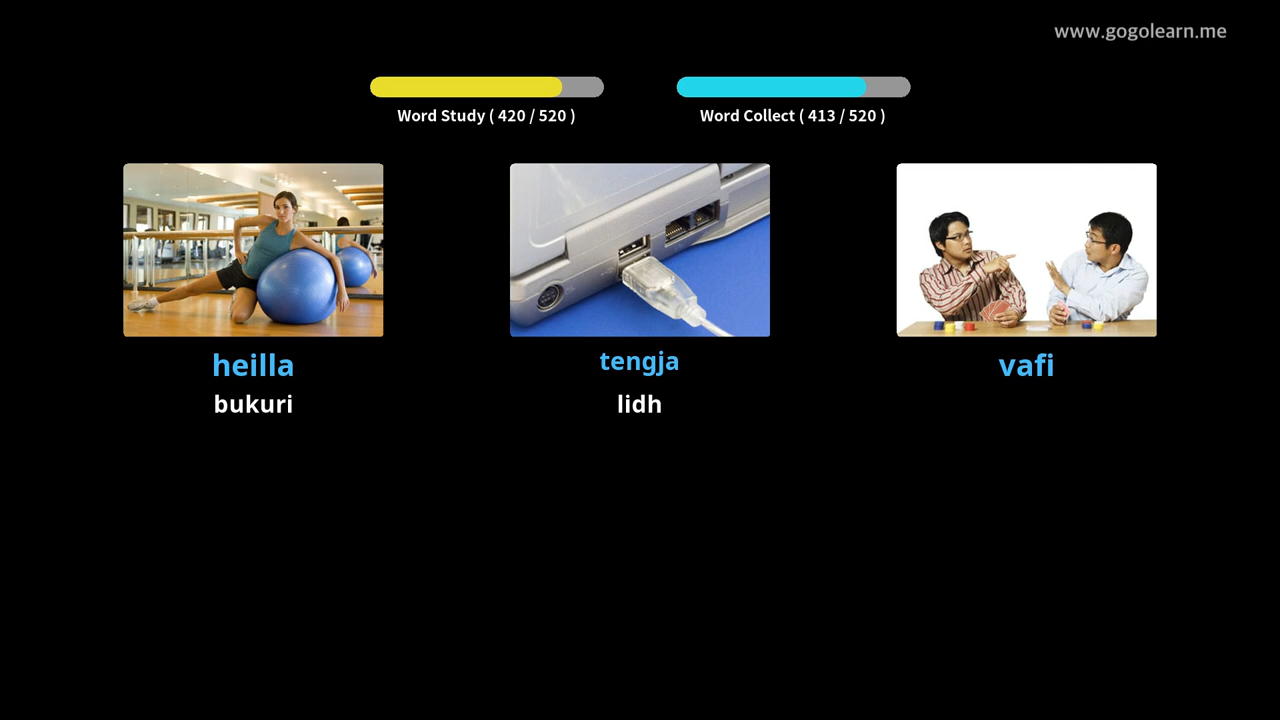 www.gogolearn.me
Word Study ( 420 / 520 )
Word Collect ( 413 / 520 )
heilla
bukuri
tengja
lidh
vafi